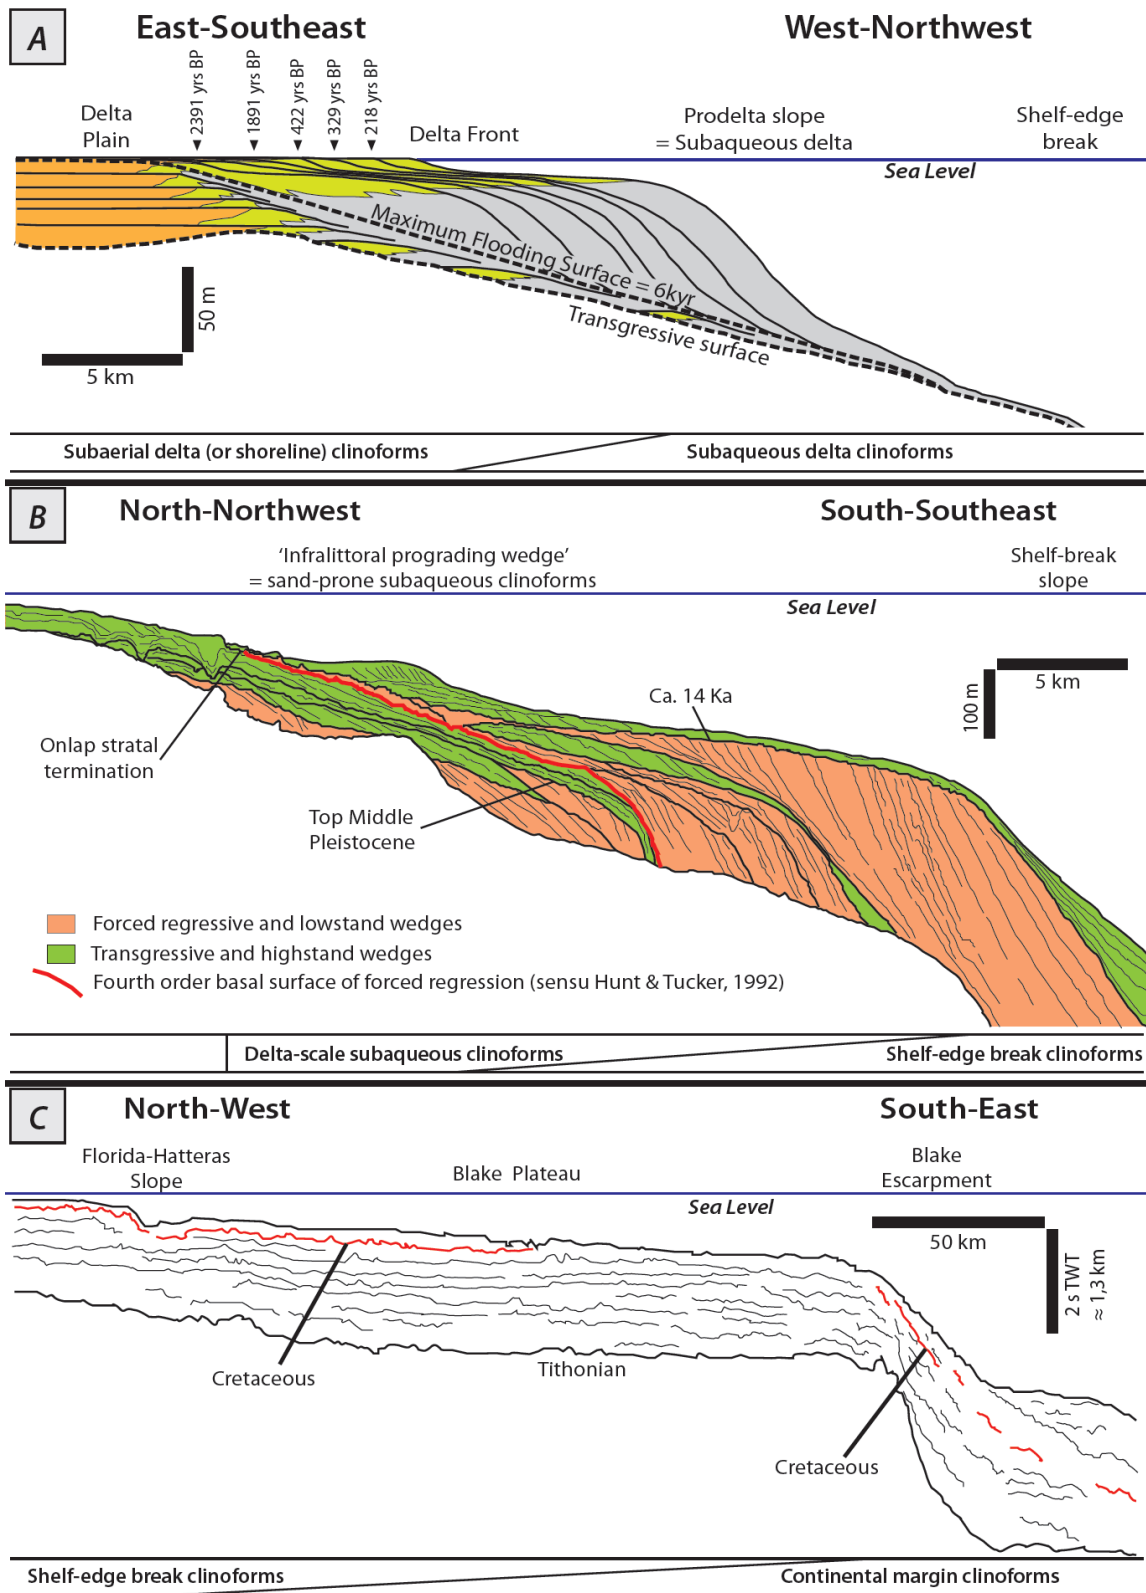 A
East-Southeast
West-Northwest
2391 yrs BP
1891 yrs BP
422 yrs BP
329 yrs BP
218 yrs BP
Delta
Plain
Delta Front
Prodelta slope
= Subaqueous delta
Shelf-edge
break
Sea Level
Maximum Flooding Surface = 6kyr
Transgressive surface
50 m
5 km
Subaerial delta (or shoreline) clinoforms
Subaqueous delta clinoforms
B
North-Northwest
South-Southeast
'Infralittoral prograding wedge'
= sand-prone subaqueous clinoforms
Shelf-break
slope
Sea Level
5 km
100 m
Ca. 14 Ka
Onlap stratal
termination
Top Middle
Pleistocene
Forced regressive and lowstand wedges
Transgressive and highstand wedges
Fourth order basal surface of forced regression (sensu Hunt & Tucker, 1992)
Delta-scale subaqueous clinoforms
Shelf-edge break clinoforms
C
North-West
South-East
Florida-Hatteras
Slope
Blake Plateau
Blake
Escarpment
Sea Level
50 km
2 s TWT
≈ 1,3 km
Cretaceous
Tithonian
Cretaceous
Shelf-edge break clinoforms
Continental margin clinoforms